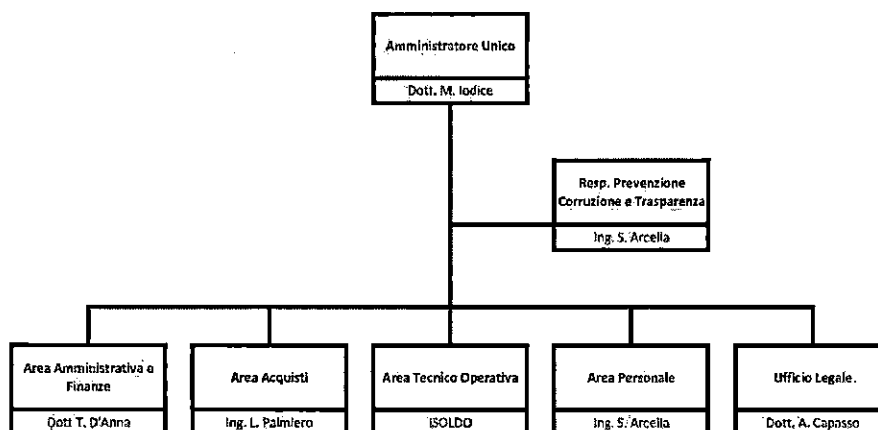 Amministratore Unico
Dott. M. Iodice
Resp. Prevenzione
Corruzione e Trasparenza
Ing. S. Arcella
Area Amministrativa e
Finanze
Dott T. D'Anna
Area Acquisti
Ing. L. Palmiero
Area Tecnico Operativa
ISOLDO
Area Personale
Ing. S. Arcella
Ufficio Legale.
Dott. A. Capasso